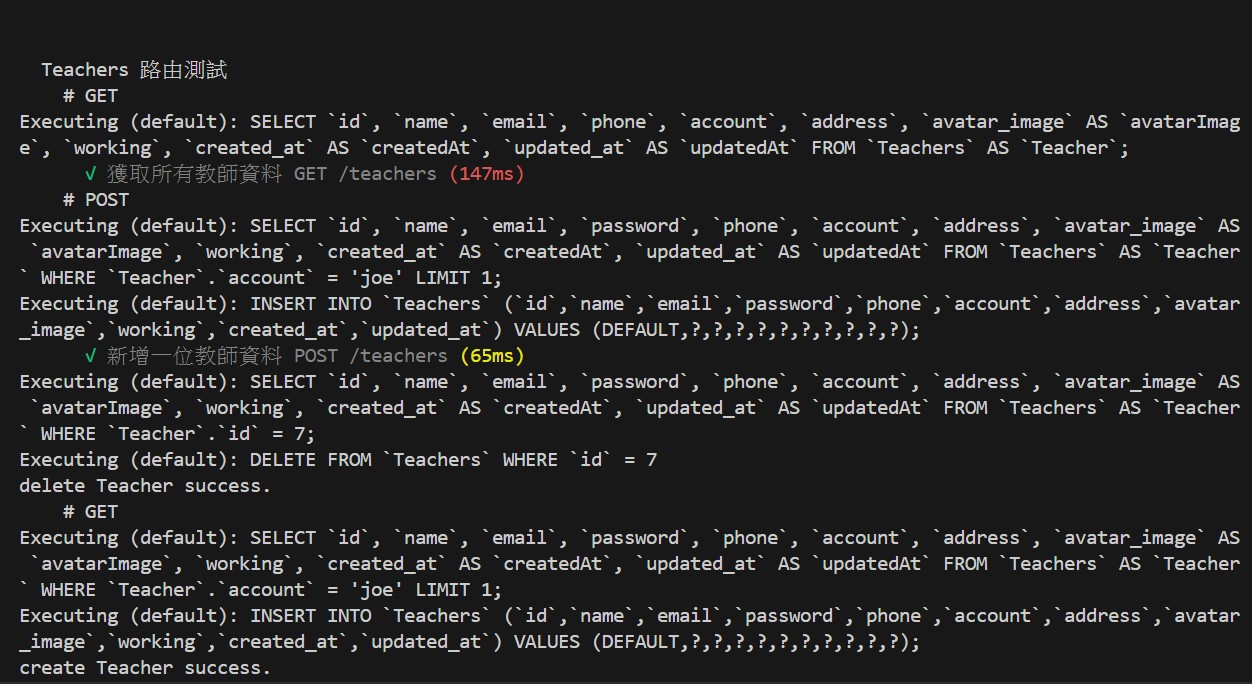 Teachers 路由測試
# GET
Executing (default): SELECT `id`, `name`, `email`, `phone`, `account`, `address`, `avatar_image` AS `avatarImag
e`, `working`, `created_at` AS `createdAt`, `updated_at` AS `updatedAt` FROM `Teachers` AS `Teacher`;
√ 獲取所有教師資料 GET /teachers (147ms)
# POST
Executing (default): SELECT `id`, `name`, `email`, `password`, `phone`, `account`, `address`, `avatar_image` AS
`avatarImage`, `working`, `created_at` AS `createdAt`, `updated_at` AS `updatedAt` FROM `Teachers` AS `Teacher
` WHERE `Teacher`.`account` = 'joe' LIMIT 1;
Executing (default): INSERT INTO `Teachers` (`id`,`name`,`email`,`password`,`phone`,`account`,`address`,`avatar
_image`,`working`,`created_at`,`updated_at`) VALUES (DEFAULT,?,?,?,?,?,?,?,?,?,?);
√ 新增一位教師資料 POST /teachers (65ms)
Executing (default): SELECT `id`, `name`, `email`, `password`, `phone`, `account`, `address`, `avatar_image` AS
`avatarImage`, `working`, `created_at` AS `createdAt`, `updated_at` AS `updatedAt` FROM `Teachers` AS `Teacher
` WHERE `Teacher`.`id` = 7;
Executing (default): DELETE FROM `Teachers` WHERE `id` = 7
delete Teacher success.
# GET
Executing (default): SELECT `id`, `name`, `email`, `password`, `phone`, `account`, `address`, `avatar_image` AS
`avatarImage`, `working`, `created_at` AS `createdAt`, `updated_at` AS `updatedAt` FROM `Teachers` AS `Teacher
` WHERE `Teacher`.`account` = 'joe' LIMIT 1;
Executing (default): INSERT INTO `Teachers` (`id`,`name`,`email`,`password`,`phone`,`account`,`address`,`avatar
_image`,`working`,`created_at`,`updated_at`) VALUES (DEFAULT,?,?,?,?,?,?,?,?,?,?);
create Teacher success.